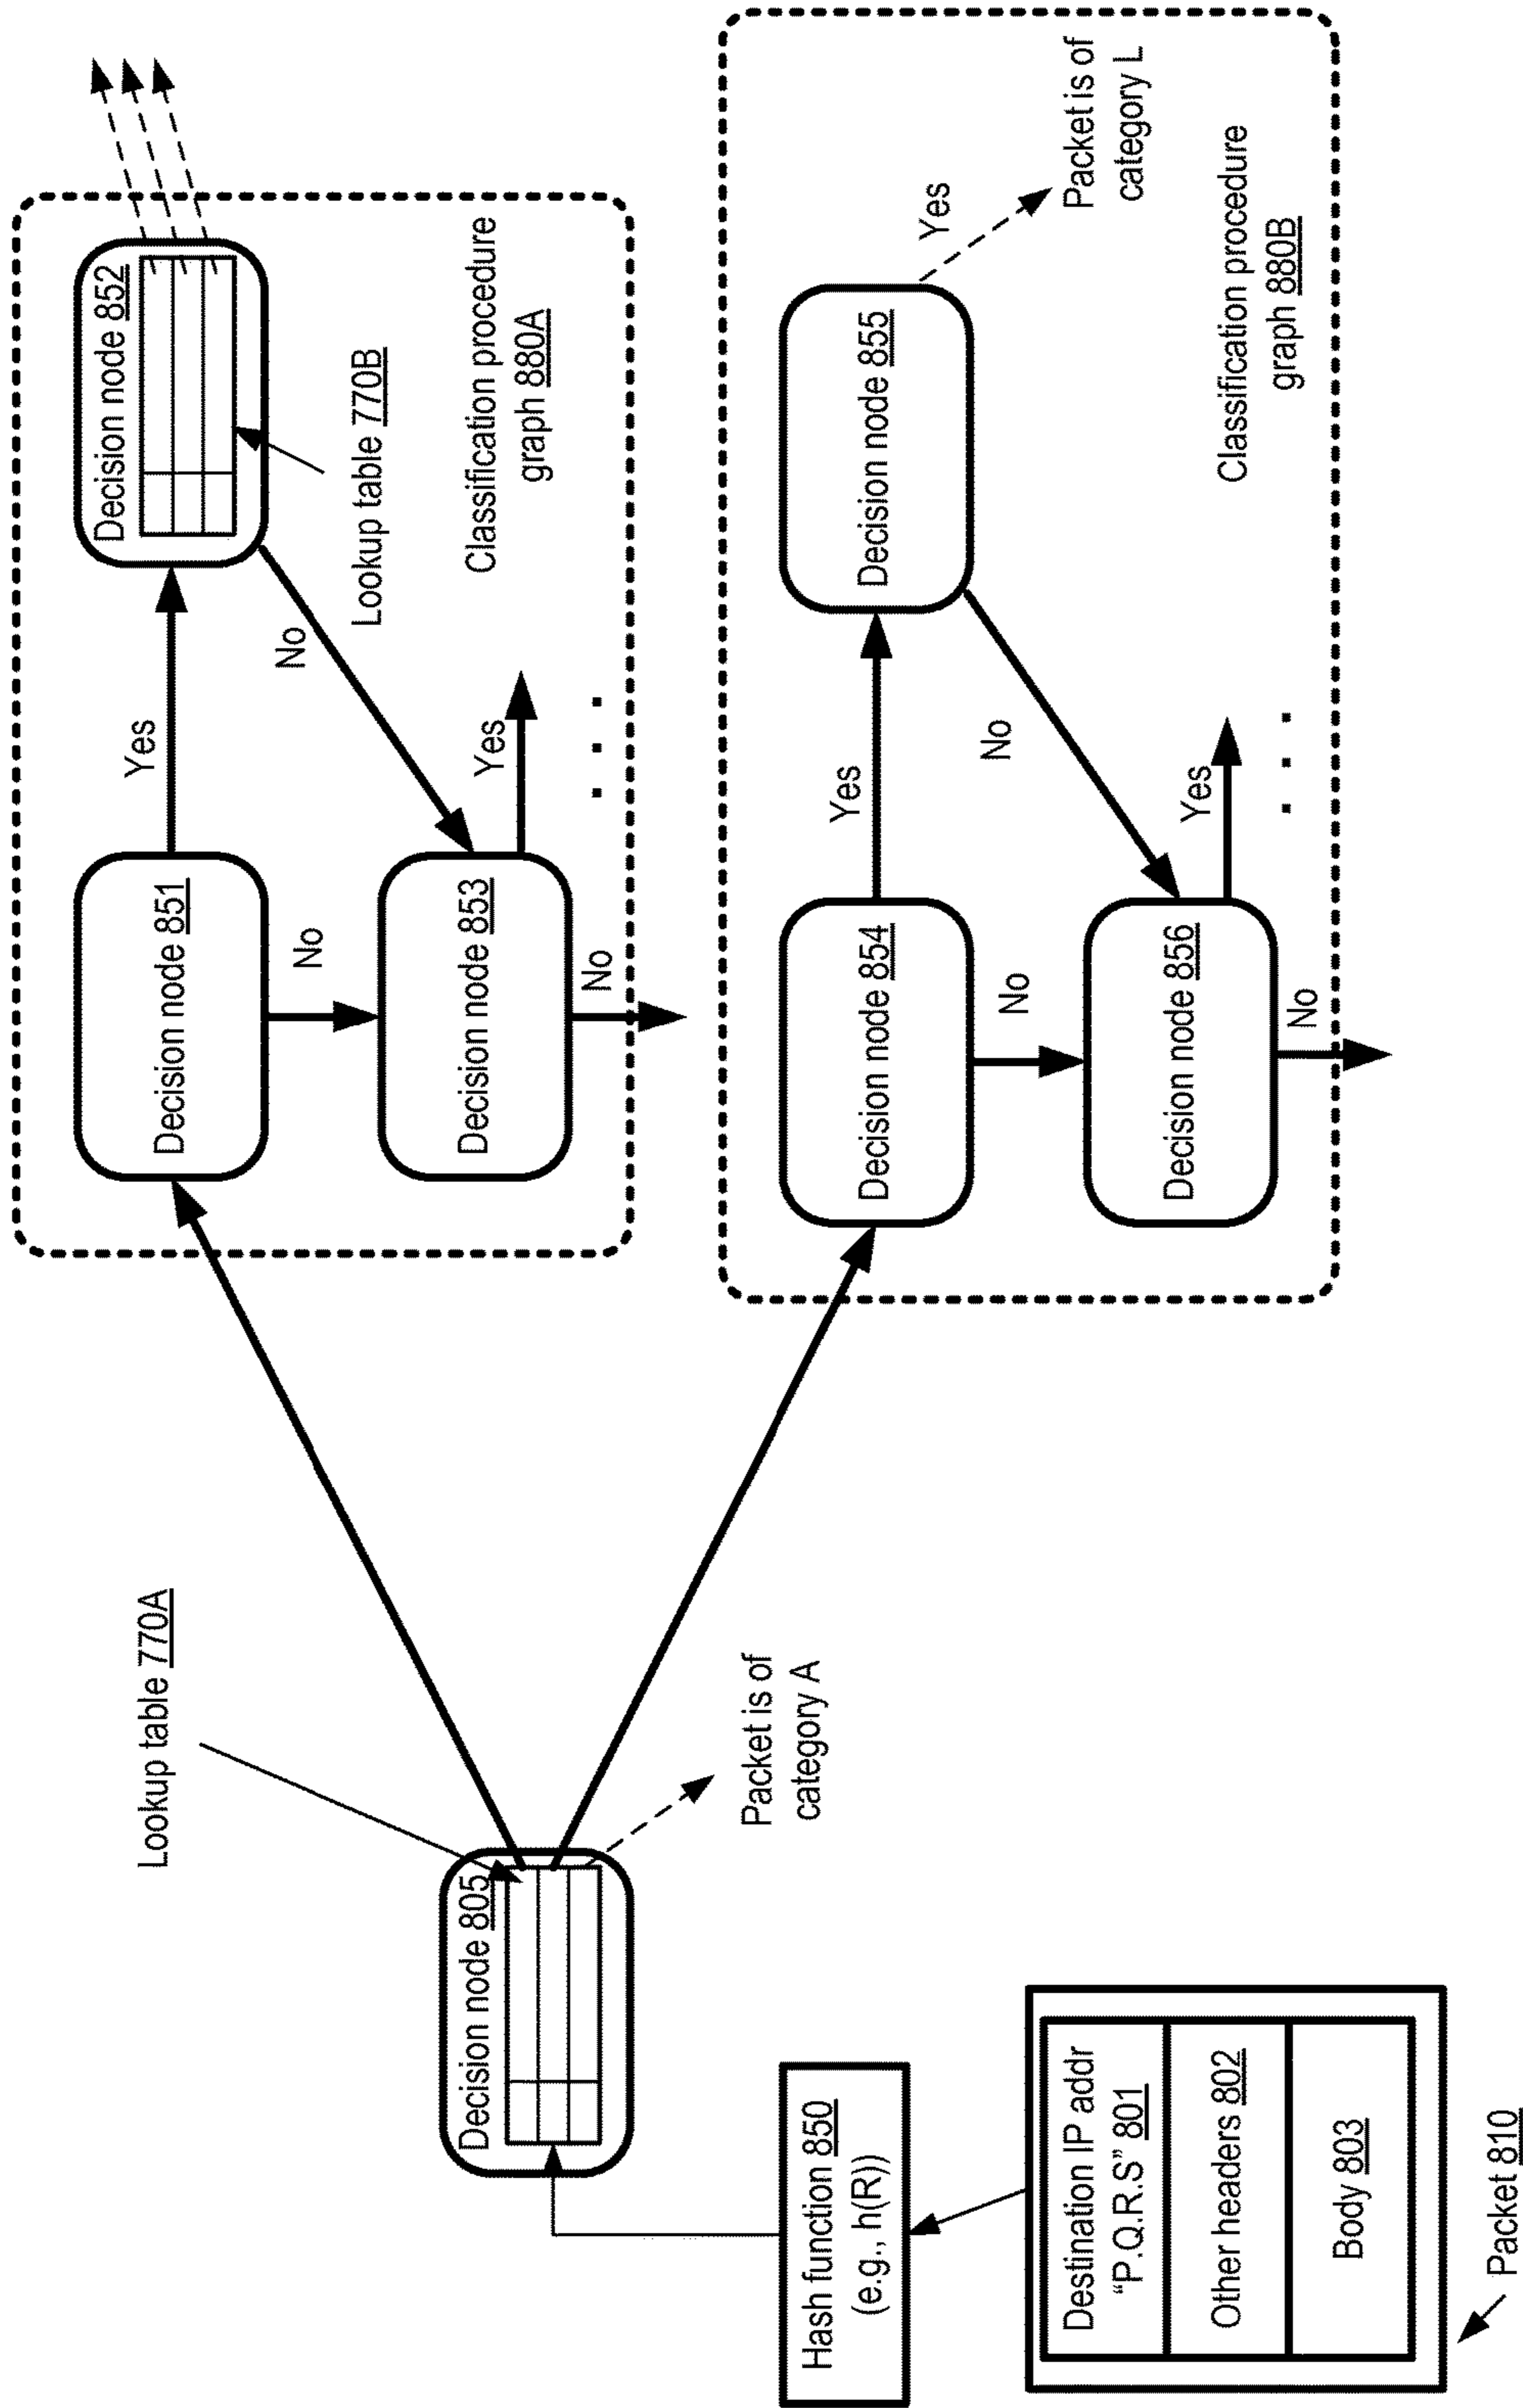 Lookup table 770A
Decision node 805
Packet is of
category A
Hash function 850
(e.g., h(R))
Destination IP addr
“P.Q.R.S” 801
Other headers 802
Body 803
Packet 810
Decision node 851
Yes
Decision node 852
No
No
Lookup table 770B
Decision node 853
Yes
No
. . .
Classification procedure
graph 880A
Decision node 854
Yes
Decision node 855
Yes
Packet is of
category L
No
No
Decision node 856
Yes
No
. . .
Classification procedure
graph 880B